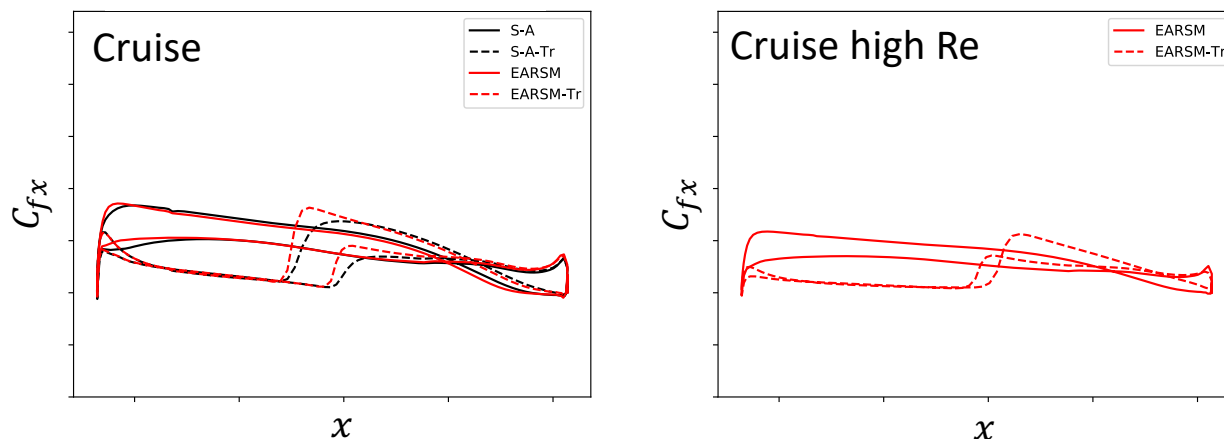 Cruise
S-A
S-A-Tr
EARSM
EARSM-Tr
C_{fx}
x
Cruise high Re
EARSM
EARSM-Tr
C_{fx}
x